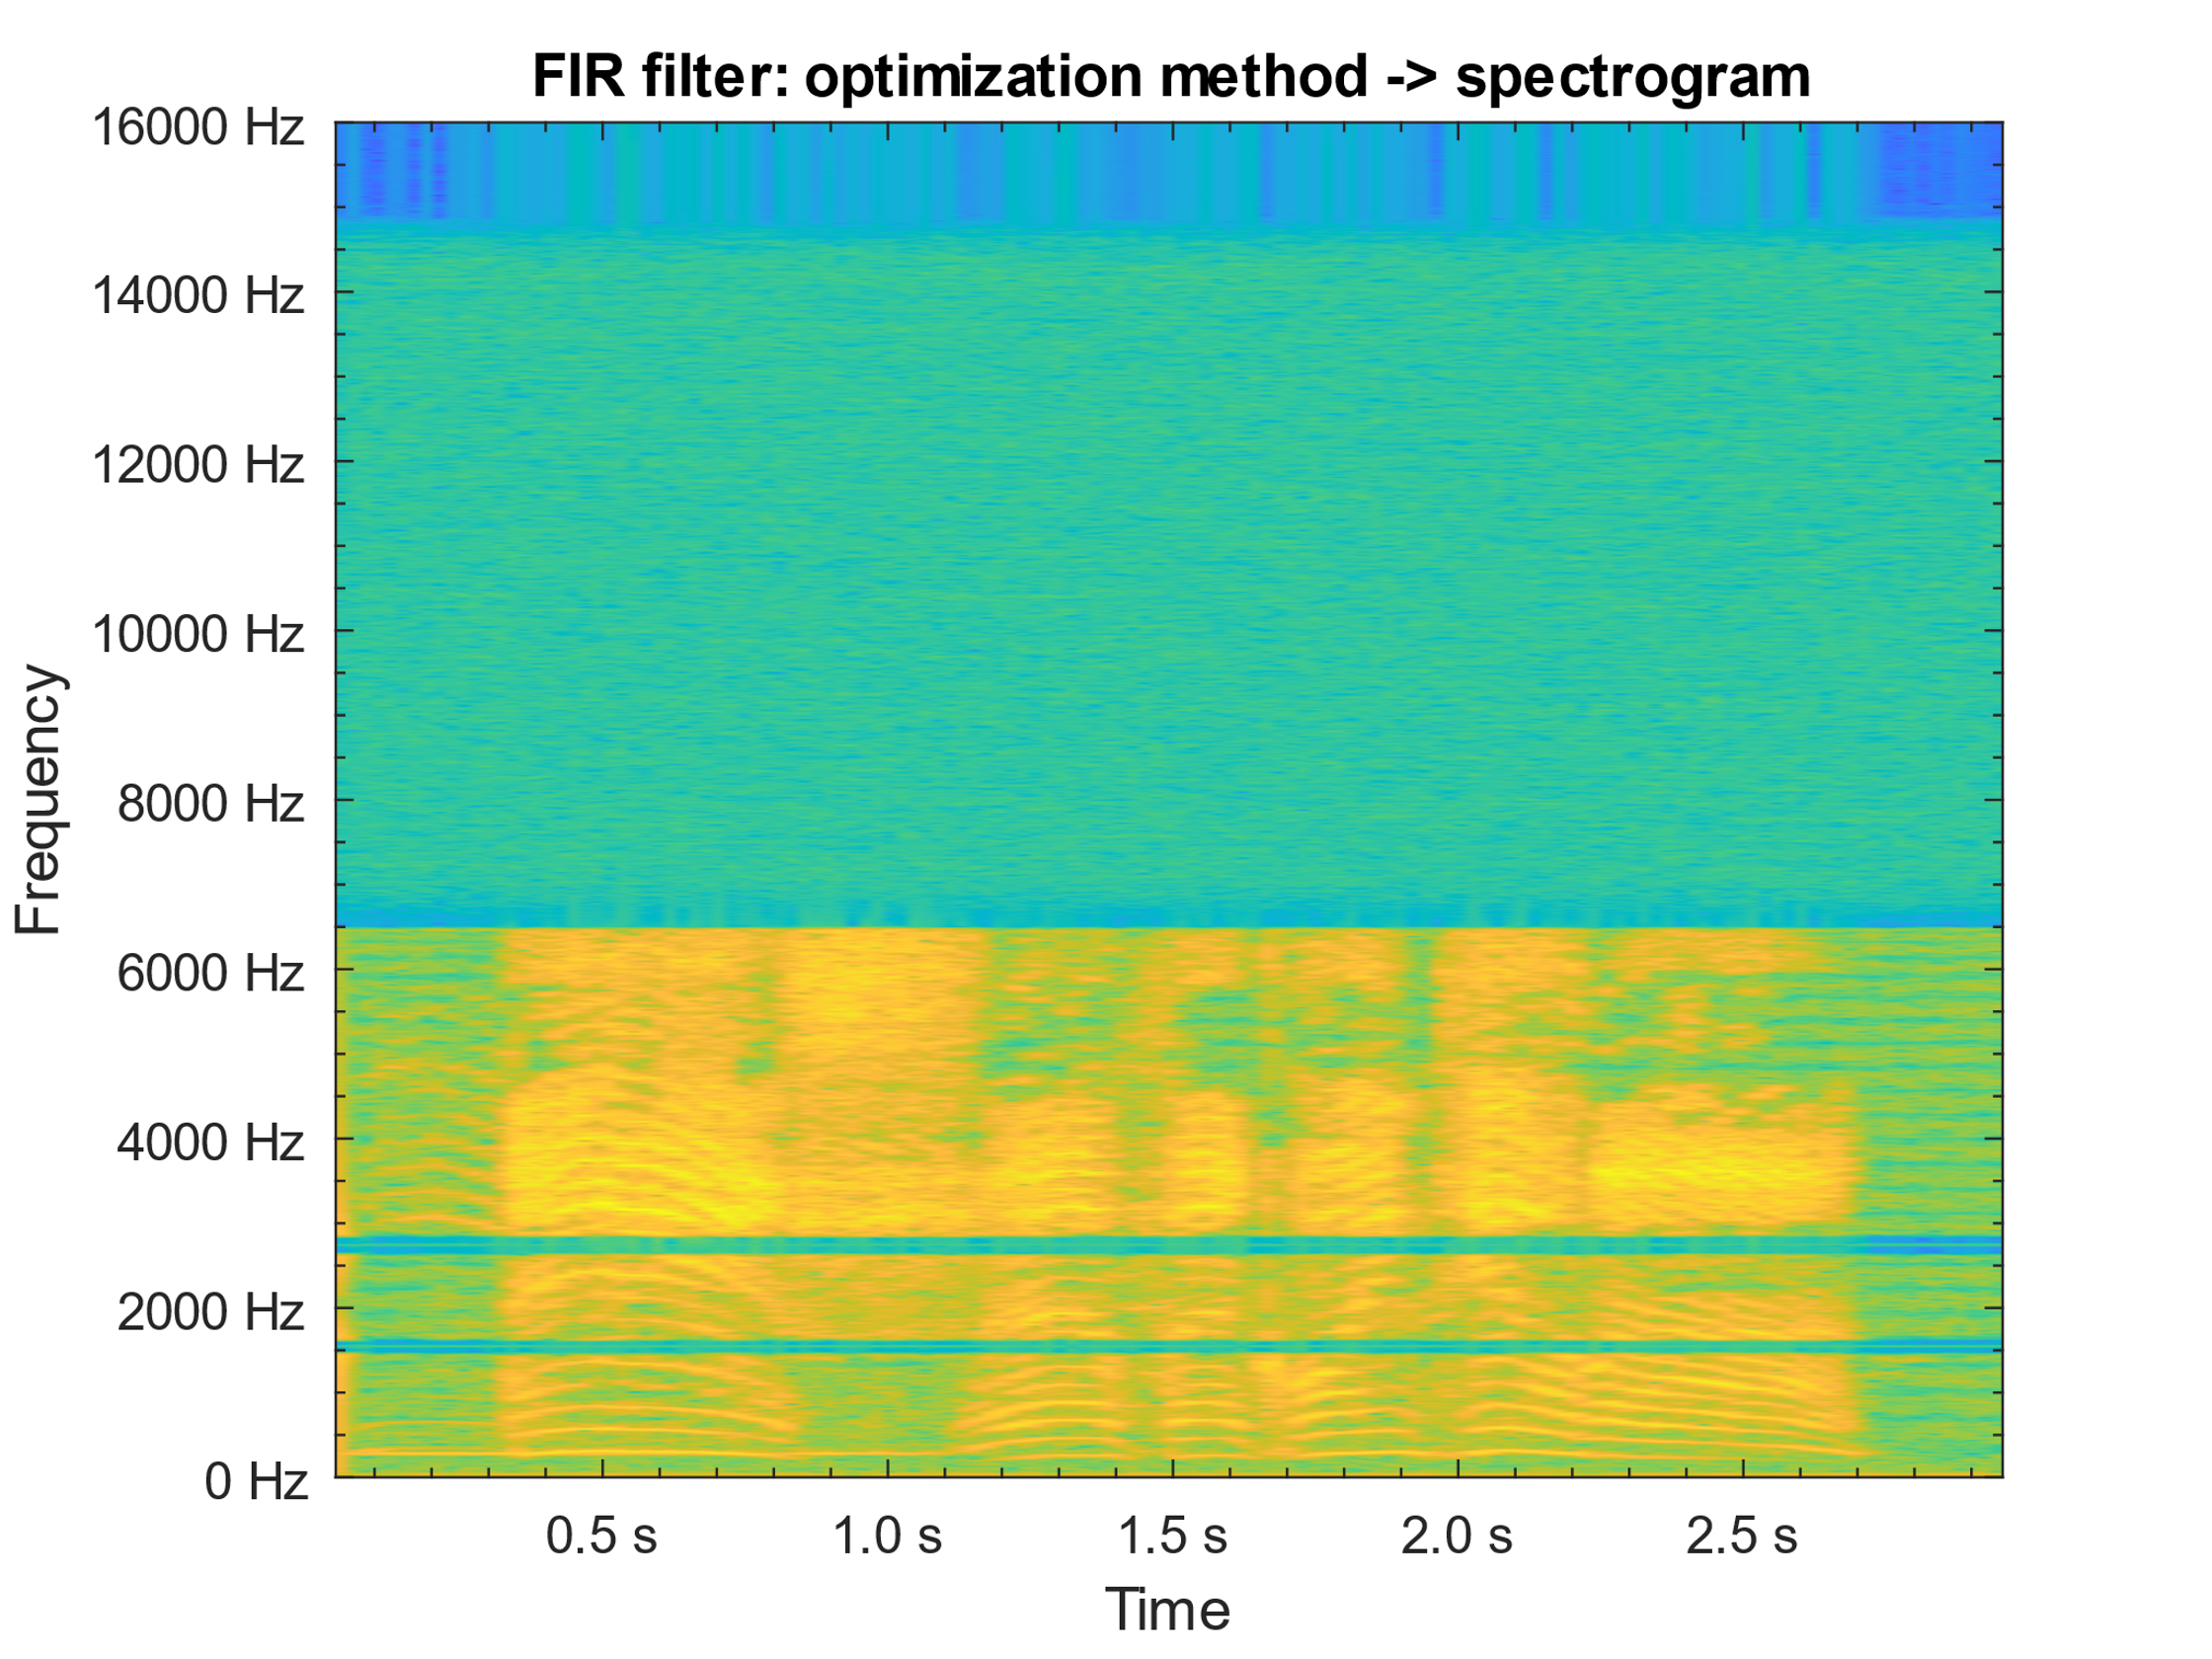 FIR filter: optimization method -> spectrogram
16000 Hz
14000 Hz
12000 Hz
10000 Hz
8000 Hz
6000 Hz
4000 Hz
2000 Hz
0 Hz
Frequency
0.5 s 1.0 s 1.5 s 2.0 s 2.5 s
Time